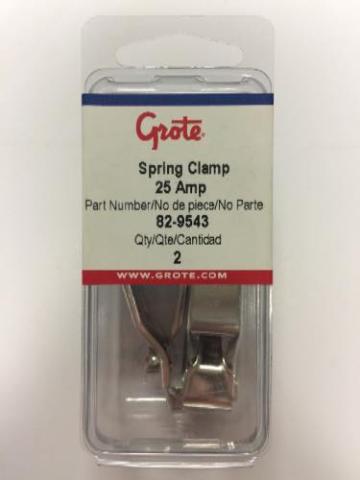 Grote
Spring Clamp
25 Amp
Part Number/No de piece/No Parte
82-9543
Qty/Qte/Cantidad
2
WWW.GROTE.COM